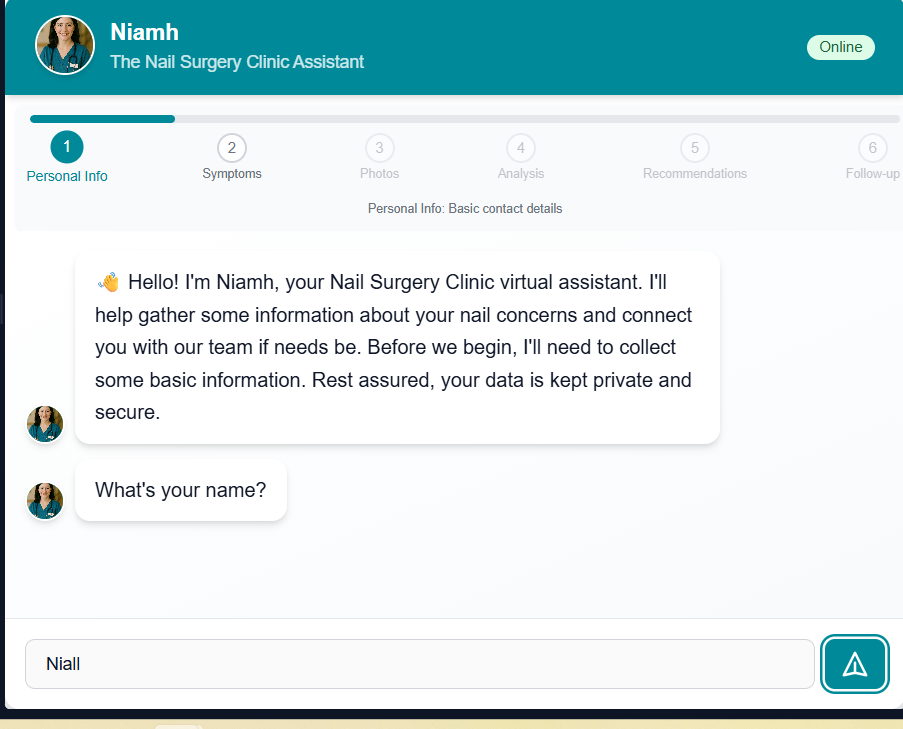 Niamh
The Nail Surgery Clinic Assistant
Online
1 2 3 4 5 6
Personal Info Symptoms Photos Analysis Recommendations Follow-up
Personal Info: Basic contact details
👋 Hello! I'm Niamh, your Nail Surgery Clinic virtual assistant. I'll
help gather some information about your nail concerns and connect
you with our team if needs be. Before we begin, I'll need to collect
some basic information. Rest assured, your data is kept private and
secure.
What's your name?
Niall